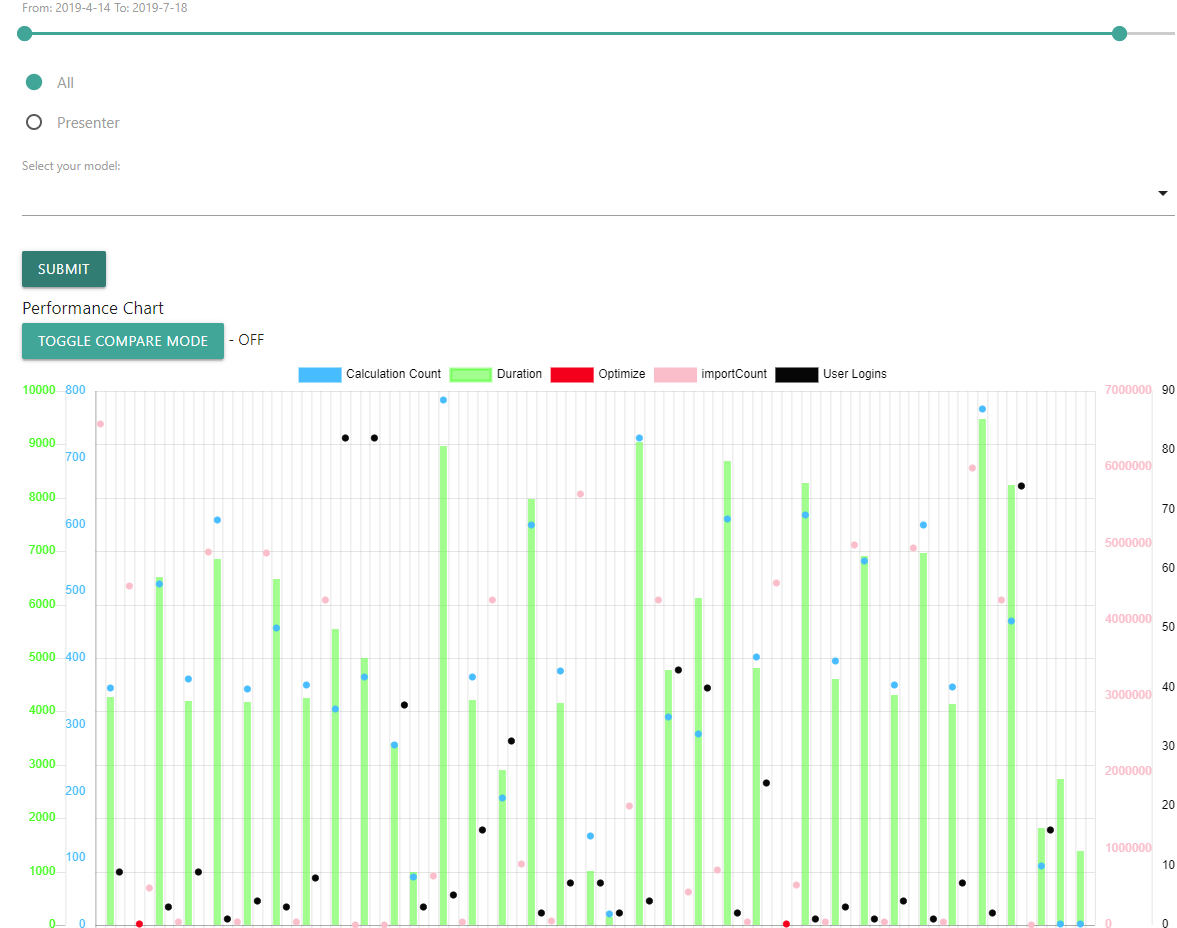 From: 2019-4-14 To: 2019-7-18
All
Presenter
Select your model:
SUBMIT
Performance Chart
TOGGLE COMPARE MODE - OFF
Calculation Count Duration Optimize importCount User Logins
10000 800 7000000 90
9000 700 6000000 80
8000 600 5000000 70
7000 500 4000000 60
6000 400 3000000 50
5000 300 2000000 40
4000 200 1000000 30
3000 100 0 20
2000 0 10
1000 0
0